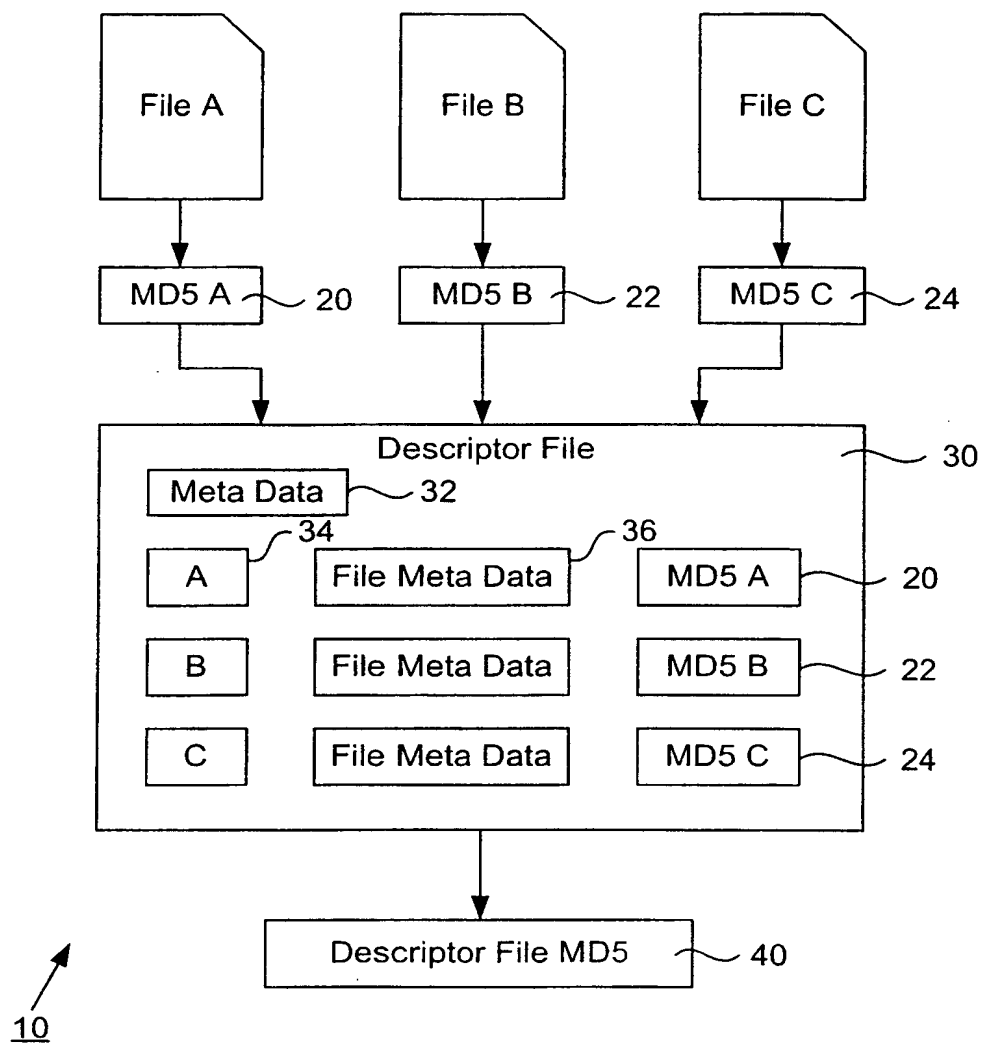 File A
File B
File C
MD5 A
20
MD5 B
22
MD5 C
24
Descriptor File
30
Meta Data
32
34
36
A
File Meta Data
MD5 A
20
B
File Meta Data
MD5 B
22
C
File Meta Data
MD5 C
24
Descriptor File MD5
40
10